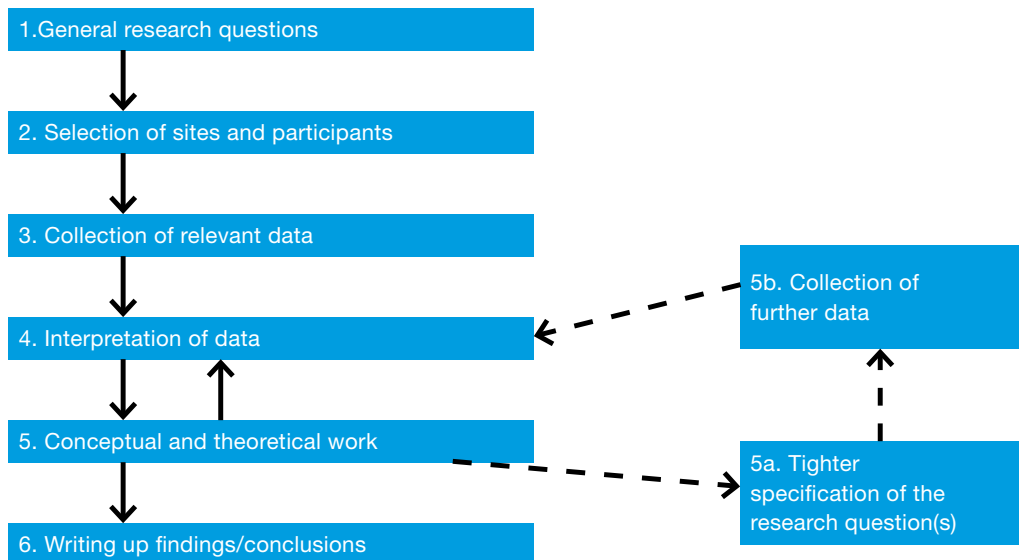 1.General research questions
2. Selection of sites and participants
3. Collection of relevant data
4. Interpretation of data
5. Conceptual and theoretical work
6. Writing up findings/conclusions
5b. Collection of
further data
5a. Tighter
specification of the
research question(s)